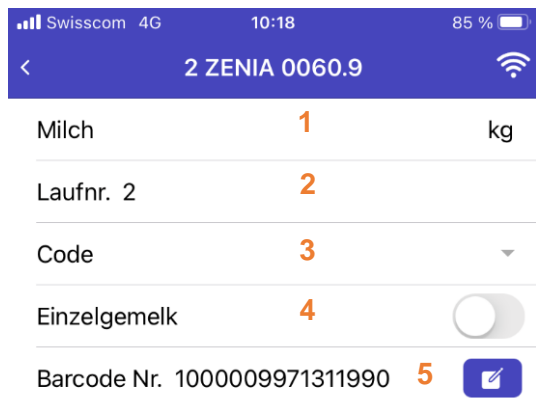 Swisscom 4G 10:18 85 %
2 ZENIA 0060.9
Milch 1 kg
Laufnr. 2 2
Code 3
Einzelgemelk 4
Barcode Nr. 1000009971311990 5